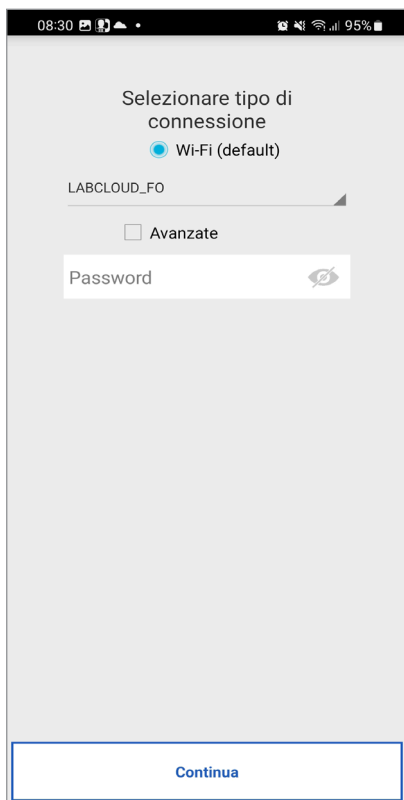 08:30 95%
Selezionare tipo di
connessione
Wi-Fi (default)
LABCLOUD_FO
Avanzate
Password
Continua